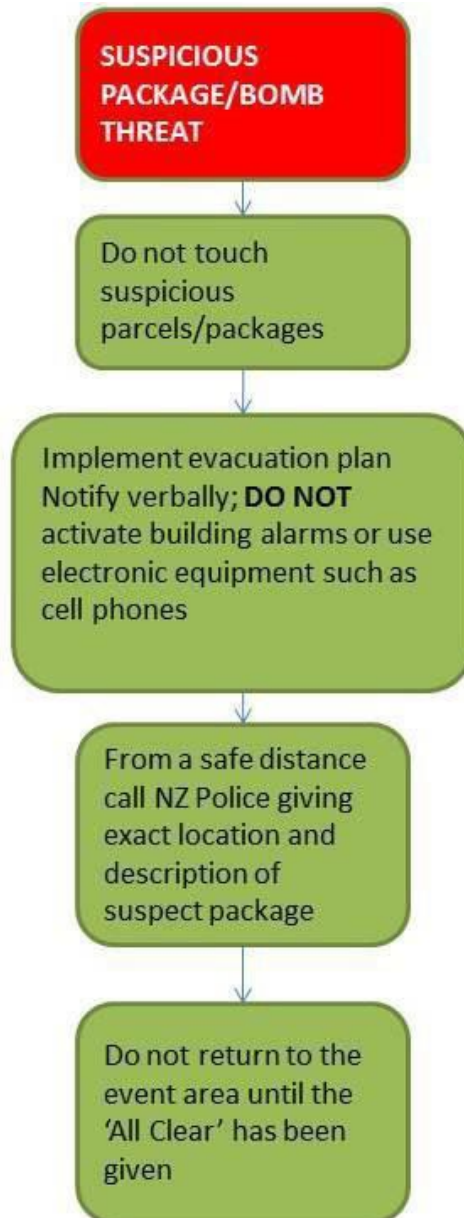 SUSPICIOUS
PACKAGE/BOMB
THREAT
Do not touch
suspicious
parcels/packages
Implement evacuation plan
Notify verbally; DO NOT
activate building alarms or use
electronic equipment such as
cell phones
From a safe distance
call NZ Police giving
exact location and
description of
suspect package
Do not return to the
event area until the
‘All Clear’ has been
given